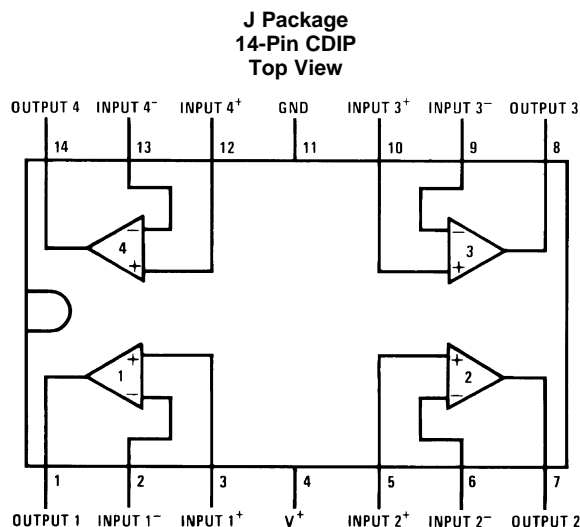 J Package
14-Pin CDIP
Top View
OUTPUT 4 INPUT 4⁻ INPUT 4⁺ GND INPUT 3⁺ INPUT 3⁻ OUTPUT 3
14 13 12 11 10 9 8
− −
4 3
+ +
+ +
1 2
− −
1 2 3 4 5 6 7
OUTPUT 1 INPUT 1⁻ INPUT 1⁺ V⁺ INPUT 2⁺ INPUT 2⁻ OUTPUT 2